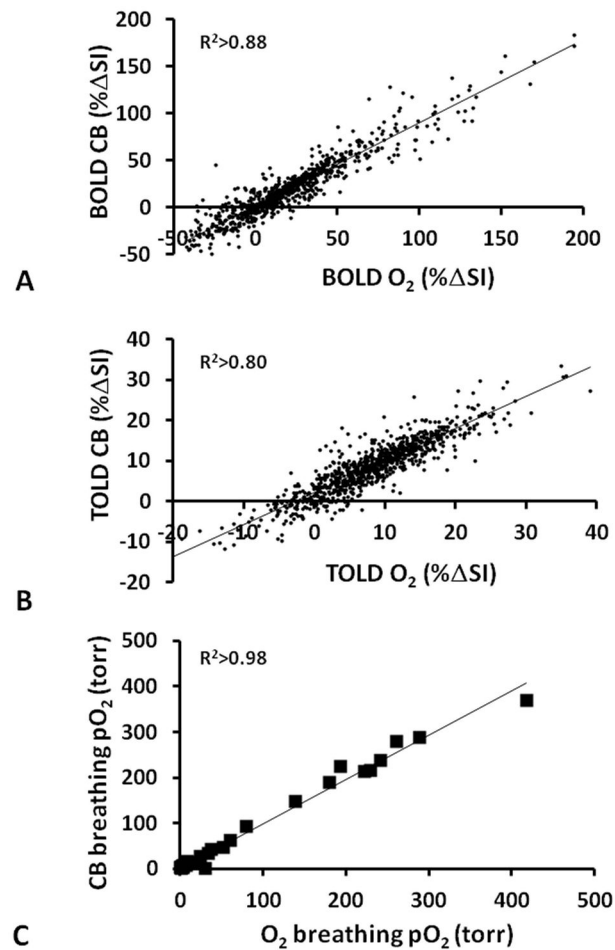 200
R²>0.88
150
100
50
0
-50
-50 0 50 100 150 200
BOLD CB (%ΔSI)
BOLD O₂ (%ΔSI)
A
40
R²>0.80
30
20
10
0
-10
-20
-20 -10 0 10 20 30 40
TOLD CB (%ΔSI)
TOLD O₂ (%ΔSI)
B
500
R²>0.98
400
300
200
100
0
0 100 200 300 400 500
CB breathing pO₂ (torr)
O₂ breathing pO₂ (torr)
C